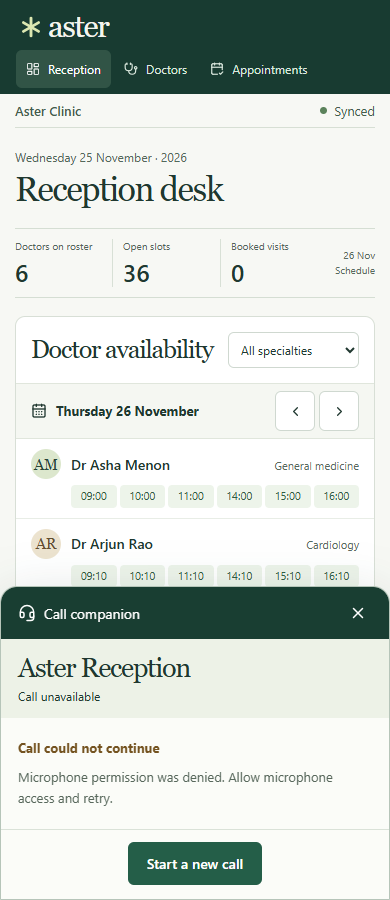 aster
Reception
Doctors
Appointments
Aster Clinic
Synced
Wednesday 25 November · 2026
Reception desk
Doctors on roster
6
Open slots
36
Booked visits
0
26 Nov
Schedule
Doctor availability
All specialties
Thursday 26 November
AM
Dr Asha Menon
General medicine
09:00 10:00 11:00 14:00 15:00 16:00
AR
Dr Arjun Rao
Cardiology
09:10 10:10 11:10 14:10 15:10 16:10
Call companion
Aster Reception
Call unavailable
Call could not continue
Microphone permission was denied. Allow microphone
access and retry.
Start a new call